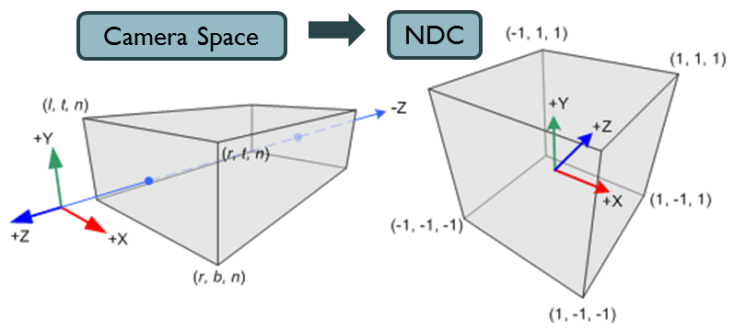 Camera Space
NDC
(l, t, n)
+Y
-Z
(r, t, n)
+Z
+X
(r, b, n)
(-1, 1, 1)
(1, 1, 1)
+Y
+Z
+X
(1, -1, 1)
(-1, -1, -1)
(1, -1, -1)